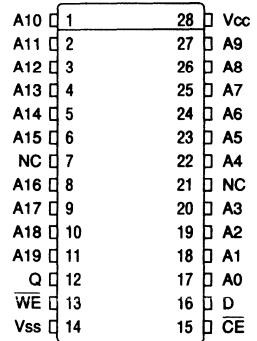 A10 1 28 Vcc
A11 2 27 A9
A12 3 26 A8
A13 4 25 A7
A14 5 24 A6
A15 6 23 A5
NC 7 22 A4
A16 8 21 NC
A17 9 20 A3
A18 10 19 A2
A19 11 18 A1
Q 12 17 A0
W̅E̅ 13 16 D
Vss 14 15 C̅E̅